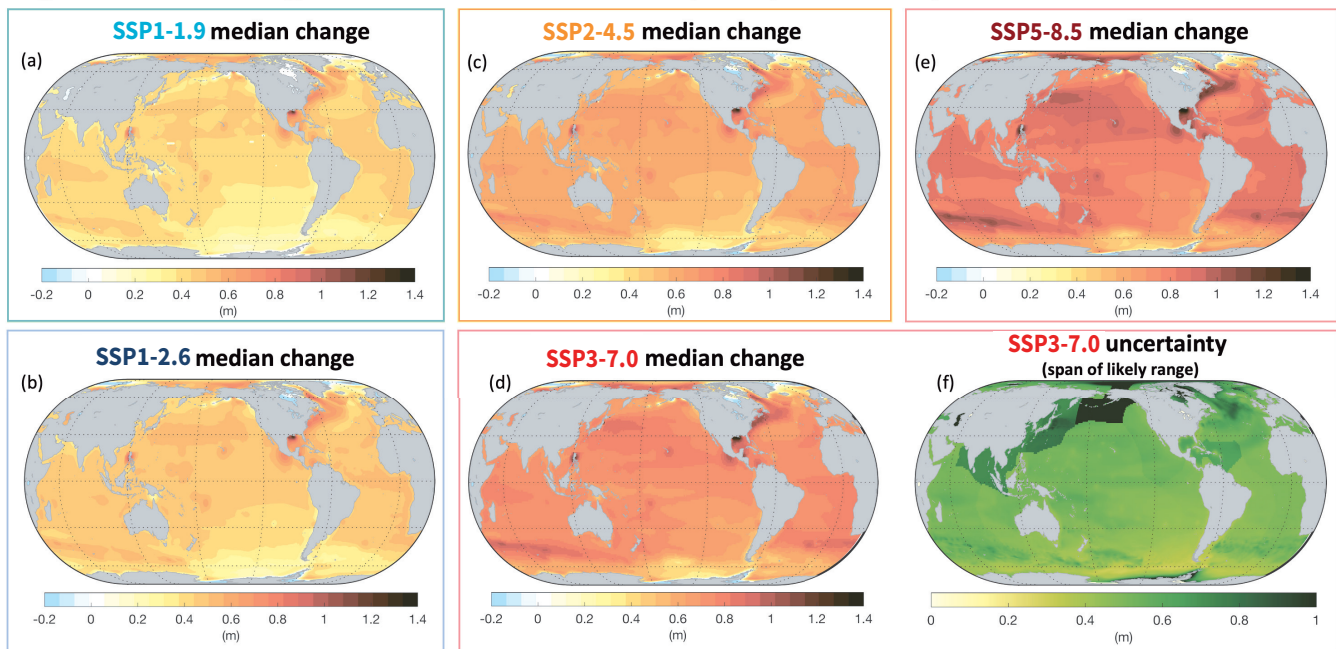 SSP1-1.9 median change
(a)
-0.2 0 0.2 0.4 0.6 0.8 1 1.2 1.4
(m)
SSP2-4.5 median change
(c)
-0.2 0 0.2 0.4 0.6 0.8 1 1.2 1.4
(m)
SSP5-8.5 median change
(e)
-0.2 0 0.2 0.4 0.6 0.8 1 1.2 1.4
(m)
SSP1-2.6 median change
(b)
-0.2 0 0.2 0.4 0.6 0.8 1 1.2 1.4
(m)
SSP3-7.0 median change
(d)
-0.2 0 0.2 0.4 0.6 0.8 1 1.2 1.4
(m)
SSP3-7.0 uncertainty
(span of likely range)
(f)
0 0.2 0.4 0.6 0.8 1
(m)